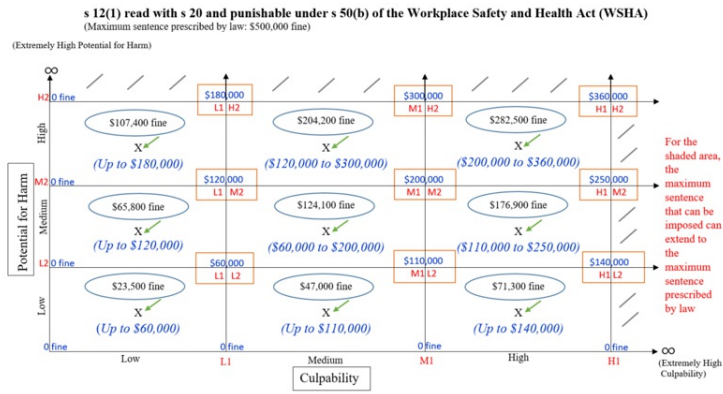 s 12(1) read with s 20 and punishable under s 50(b) of the Workplace Safety and Health Act (WSHA)
(Maximum sentence prescribed by law: $500,000 fine)
(Extremely High Potential for Harm)
∞
H2 0 fine
$180,000
L1 H2
$300,000
M1 H2
$360,000
H1 H2
$107,400 fine
$204,200 fine
$282,500 fine
High
X
X
X
(Up to $180,000)
($120,000 to $300,000)
($200,000 to $360,000)
M2 0 fine
$120,000
L1 M2
$200,000
M1 M2
$250,000
H1 M2
$65,800 fine
$124,100 fine
$176,900 fine
Potential for Harm
Medium
X
X
X
(Up to $120,000)
($60,000 to $200,000)
($110,000 to $250,000)
L2 0 fine
$60,000
L1 L2
$110,000
M1 L2
$140,000
H1 L2
$23,500 fine
$47,000 fine
$71,300 fine
Low
X
X
X
(Up to $60,000)
(Up to $110,000)
(Up to $140,000)
For the
shaded area,
the
maximum
sentence
that can be
imposed can
extend to
the
maximum
sentence
prescribed
by law
0 fine
0 fine
0 fine
0 fine
∞
Low
L1
Medium
M1
High
H1
(Extremely High
Culpability)
Culpability